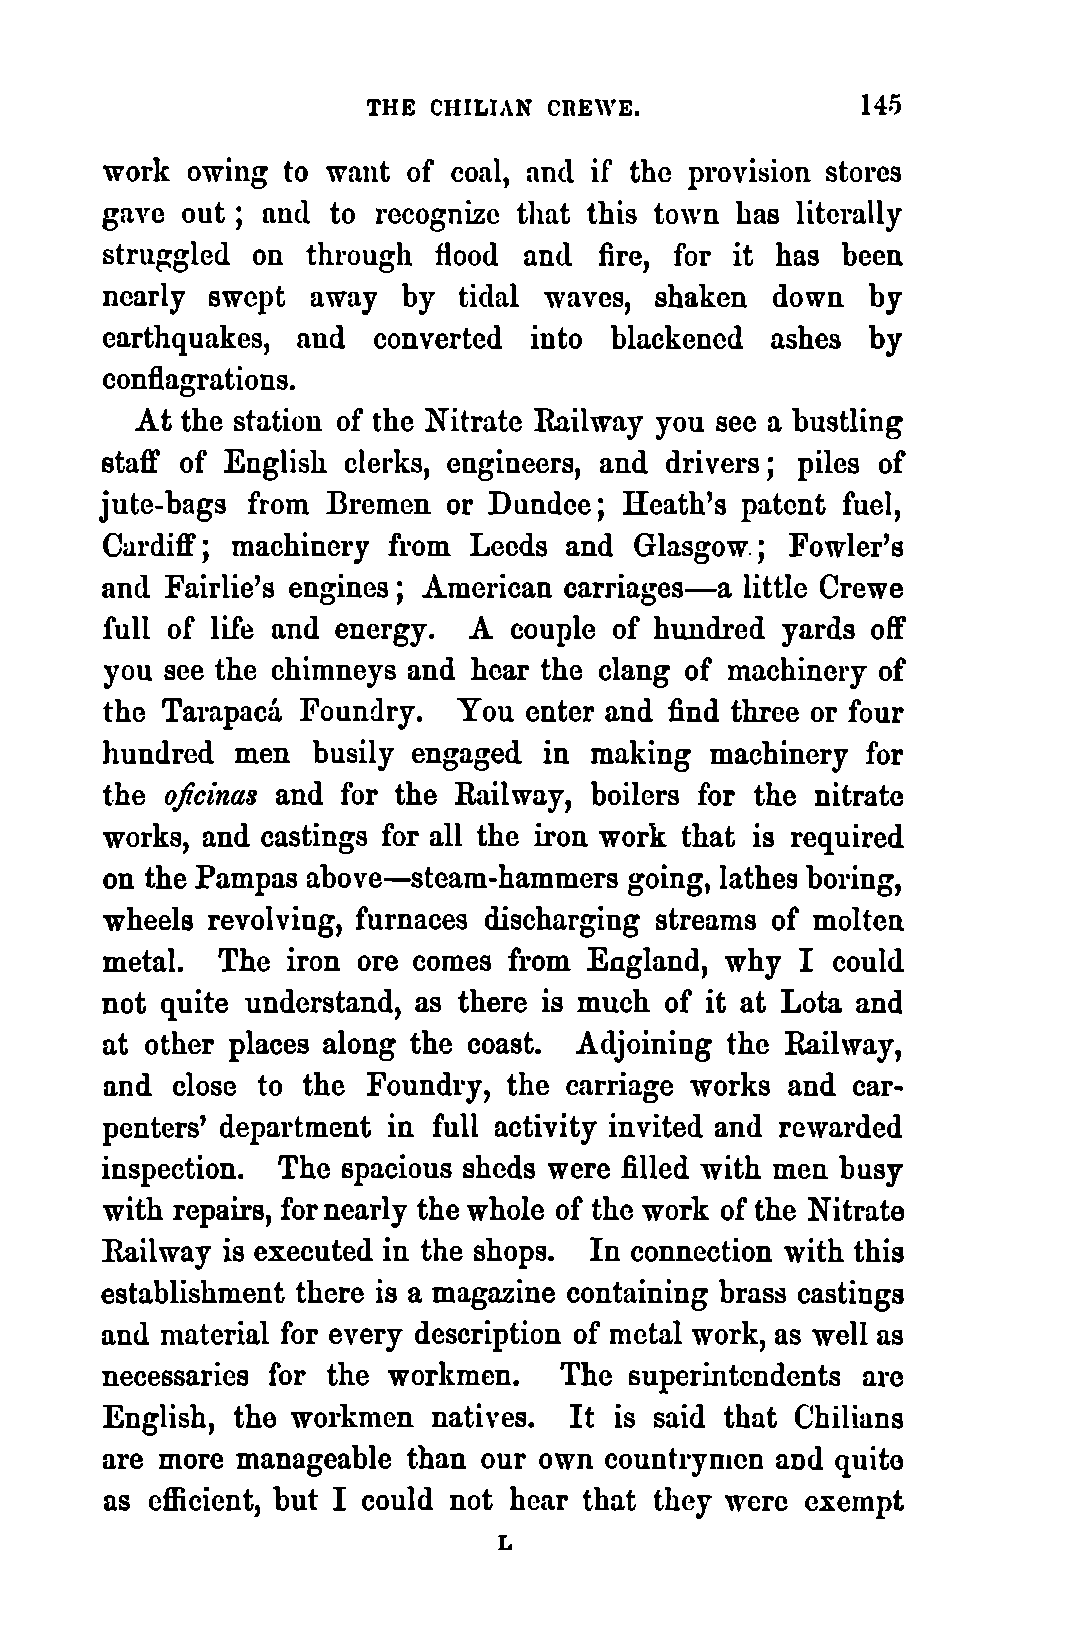 THE CHILIAN CREWE. 145
work owing to want of coal, and if the provision stores
gave out; and to recognize that this town has literally
struggled on through flood and fire, for it has been
nearly swept away by tidal waves, shaken down by
earthquakes, and converted into blackened ashes by
conflagrations.
At the station of the Nitrate Railway you see a bustling
staff of English clerks, engineers, and drivers; piles of
jute-bags from Bremen or Dundee; Heath's patent fuel,
Cardiff; machinery from Leeds and Glasgow.; Fowler's
and Fairlie's engines; American carriages—a little Crewe
full of life and energy. A couple of hundred yards off
you see the chimneys and hear the clang of machinery of
the Tarapacá Foundry. You enter and find three or four
hundred men busily engaged in making machinery for
the oficinas and for the Railway, boilers for the nitrate
works, and castings for all the iron work that is required
on the Pampas above—steam-hammers going, lathes boring,
wheels revolving, furnaces discharging streams of molten
metal. The iron ore comes from England, why I could
not quite understand, as there is much of it at Lota and
at other places along the coast. Adjoining the Railway,
and close to the Foundry, the carriage works and car-
penters' department in full activity invited and rewarded
inspection. The spacious sheds were filled with men busy
with repairs, for nearly the whole of the work of the Nitrate
Railway is executed in the shops. In connection with this
establishment there is a magazine containing brass castings
and material for every description of metal work, as well as
necessaries for the workmen. The superintendents are
English, the workmen natives. It is said that Chilians
are more manageable than our own countrymen and quite
as efficient, but I could not hear that they were exempt
L